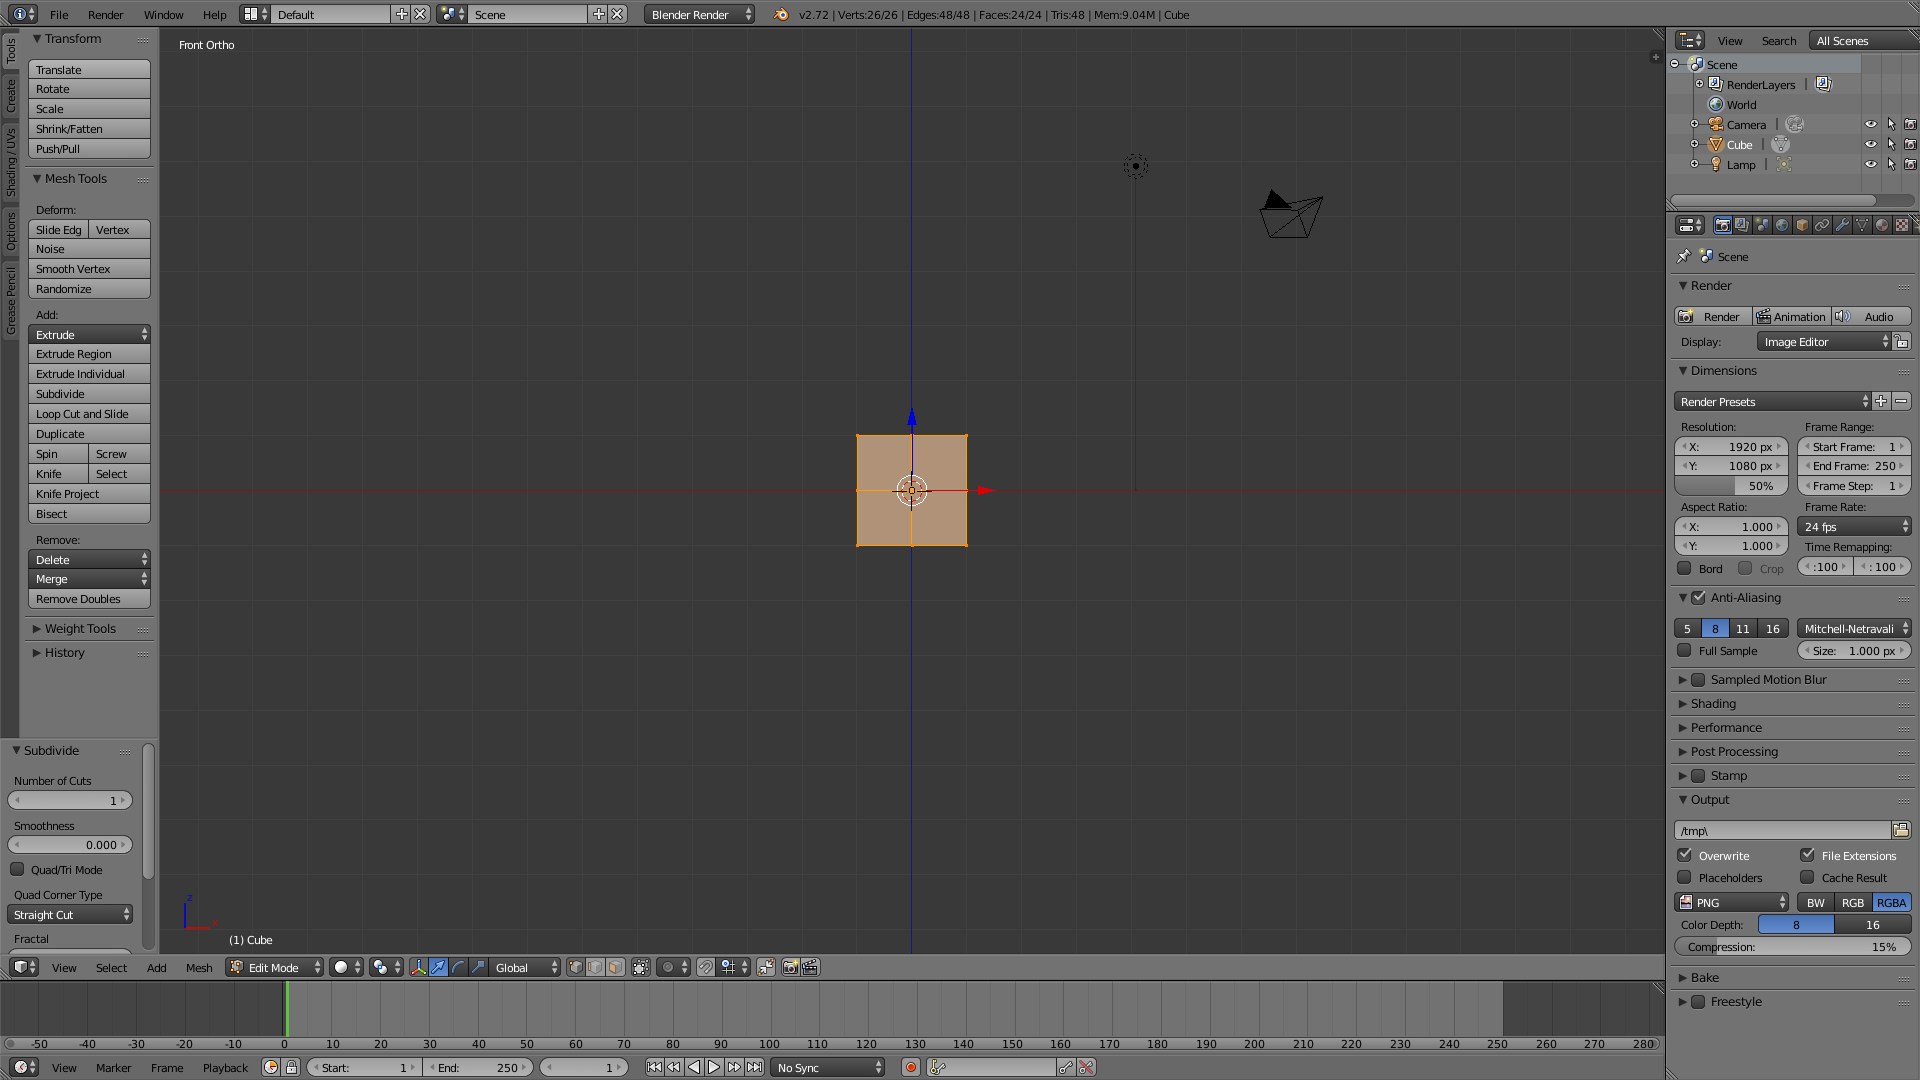 File Render Window Help Default Scene Blender Render v2.72 | Verts:26/26 | Edges:48/48 | Faces:24/24 | Tris:48 | Mem:9.04M | Cube
Tools
Create
Shading / UVs
Options
Grease Pencil
Transform
Translate
Rotate
Scale
Shrink/Fatten
Push/Pull
Mesh Tools
Deform:
Slide Edg Vertex
Noise
Smooth Vertex
Randomize
Add:
Extrude
Extrude Region
Extrude Individual
Subdivide
Loop Cut and Slide
Duplicate
Spin Screw
Knife Select
Knife Project
Bisect
Remove:
Delete
Merge
Remove Doubles
Weight Tools
History
Subdivide
Number of Cuts
1
Smoothness
0.000
Quad/Tri Mode
Quad Corner Type
Straight Cut
Fractal
Front Ortho
z
x
(1) Cube
View Select Add Mesh Edit Mode Global
-50 -40 -30 -20 -10 0 10 20 30 40 50 60 70 80 90 100 110 120 130 140 150 160 170 180 190 200 210 220 230 240 250 260 270 280
View Marker Frame Playback Start: 1 End: 250 1 No Sync
View Search All Scenes
Scene
RenderLayers |
World
Camera |
Cube |
Lamp |
Scene
Render
Render Animation Audio
Display: Image Editor
Dimensions
Render Presets
Resolution: Frame Range:
X: 1920 px Start Frame: 1
Y: 1080 px End Frame: 250
50% Frame Step: 1
Aspect Ratio: Frame Rate:
X: 1.000 24 fps
Y: 1.000 Time Remapping:
Bord Crop :100 : 100
Anti-Aliasing
5 8 11 16 Mitchell-Netravali
Full Sample Size: 1.000 px
Sampled Motion Blur
Shading
Performance
Post Processing
Stamp
Output
/tmp\
Overwrite File Extensions
Placeholders Cache Result
PNG BW RGB RGBA
Color Depth: 8 16
Compression: 15%
Bake
Freestyle